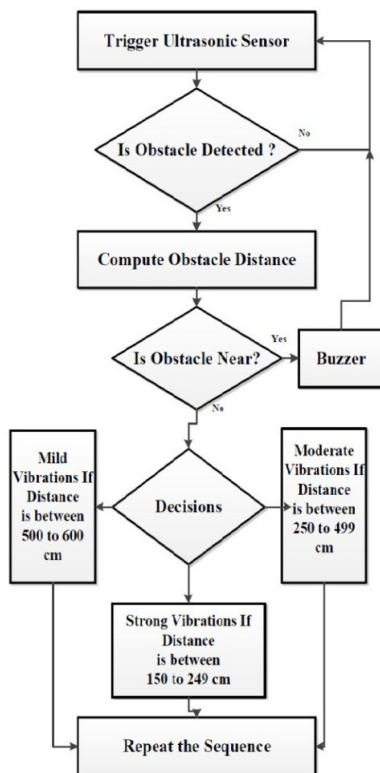 Trigger Ultrasonic Sensor
Is Obstacle Detected ?
No
Yes
Compute Obstacle Distance
Is Obstacle Near?
Yes
Buzzer
No
Mild
Vibrations If
Distance
is between
500 to 600
cm
Decisions
Moderate
Vibrations If
Distance
is between
250 to 499
cm
Strong Vibrations If
Distance
is between
150 to 249 cm
Repeat the Sequence